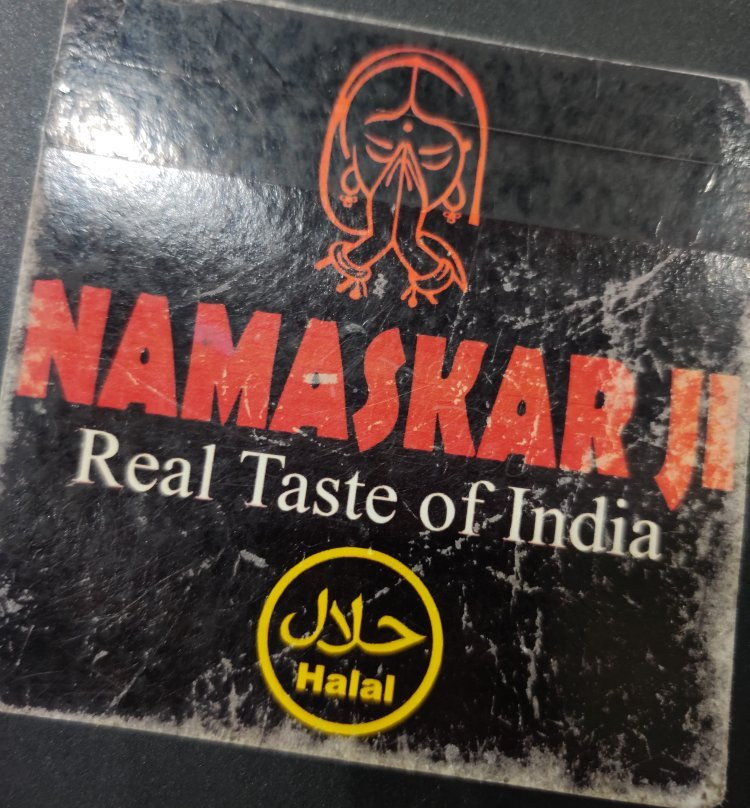 NAMASKAR JI
Real Taste of India
حلال
Halal